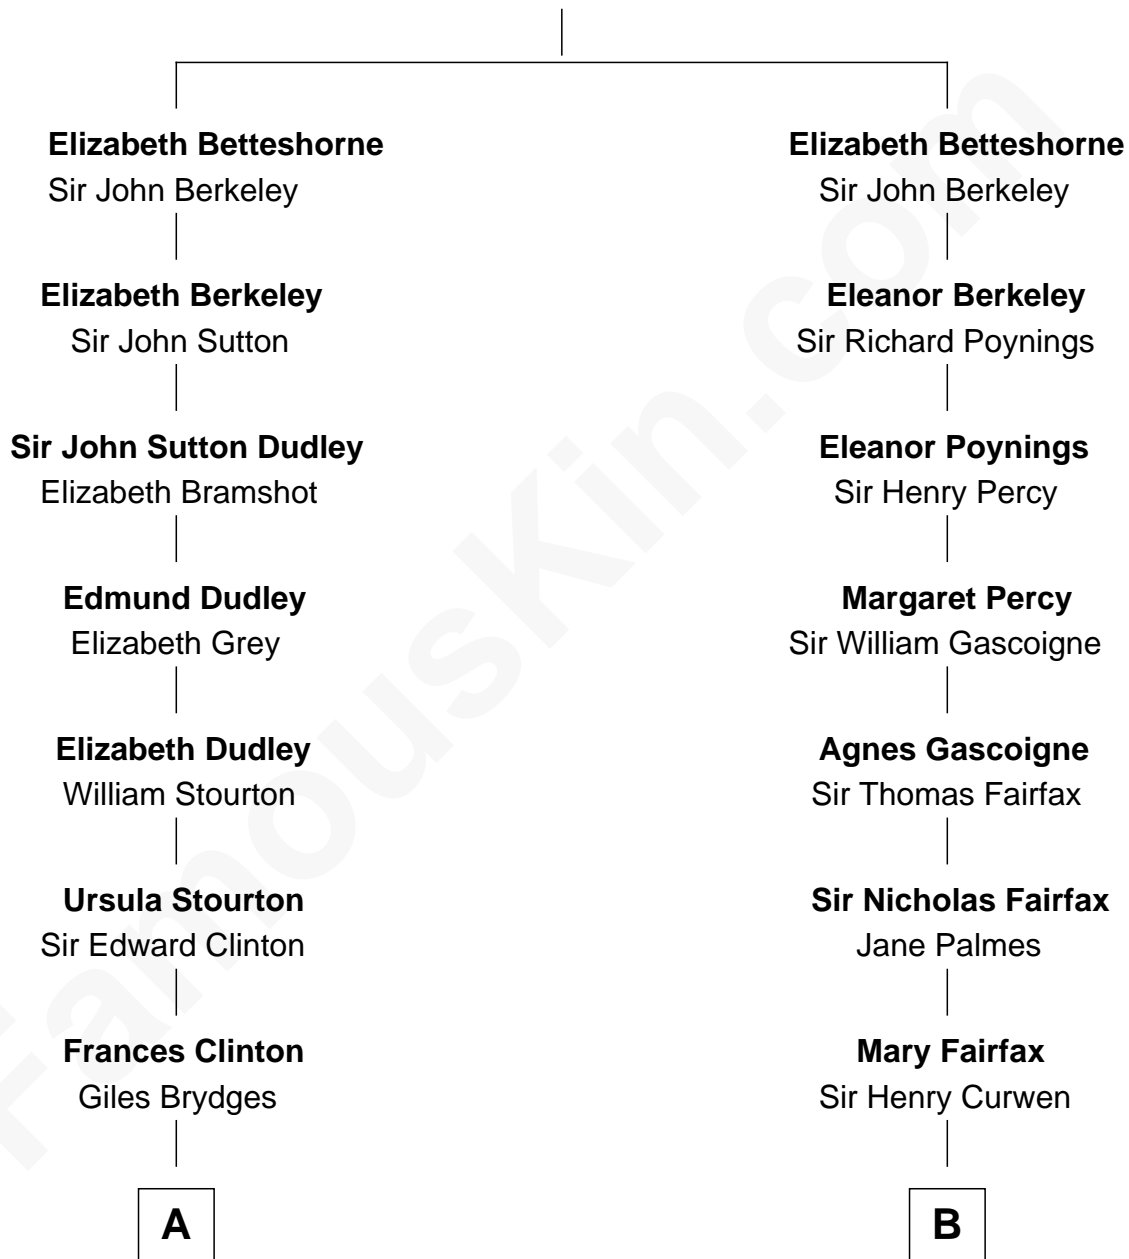 Elizabeth Betteshorne
Sir John Berkeley
Elizabeth Berkeley
Sir John Sutton
Sir John Sutton Dudley
Elizabeth Bramshot
Edmund Dudley
Elizabeth Grey
Elizabeth Dudley
William Stourton
Ursula Stourton
Sir Edward Clinton
Frances Clinton
Giles Brydges
A
Elizabeth Betteshorne
Sir John Berkeley
Eleanor Berkeley
Sir Richard Poynings
Eleanor Poynings
Sir Henry Percy
Margaret Percy
Sir William Gascoigne
Agnes Gascoigne
Sir Thomas Fairfax
Sir Nicholas Fairfax
Jane Palmes
Mary Fairfax
Sir Henry Curwen
B
FamousKin.com